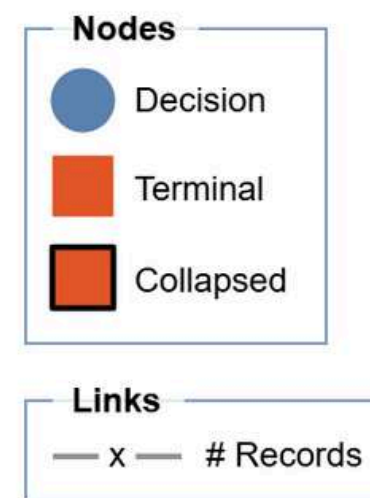 Nodes
Decision
Terminal
Collapsed
Links
x # Records